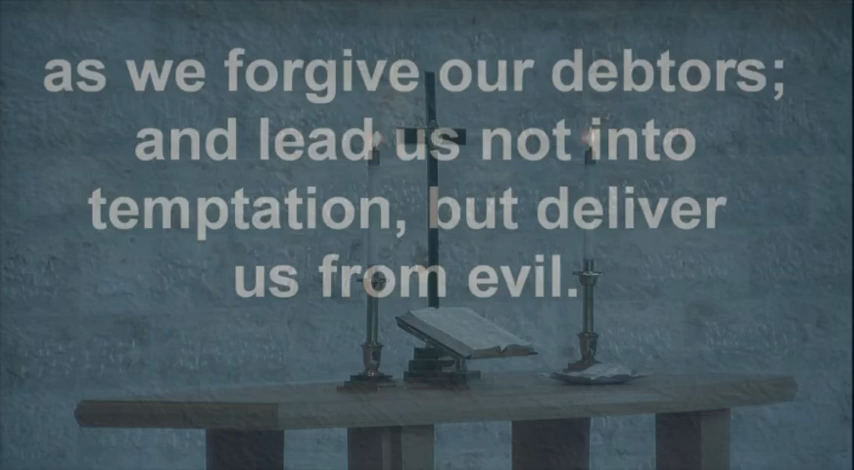 as we forgive our debtors;
and lead us not into
temptation, but deliver
us from evil.